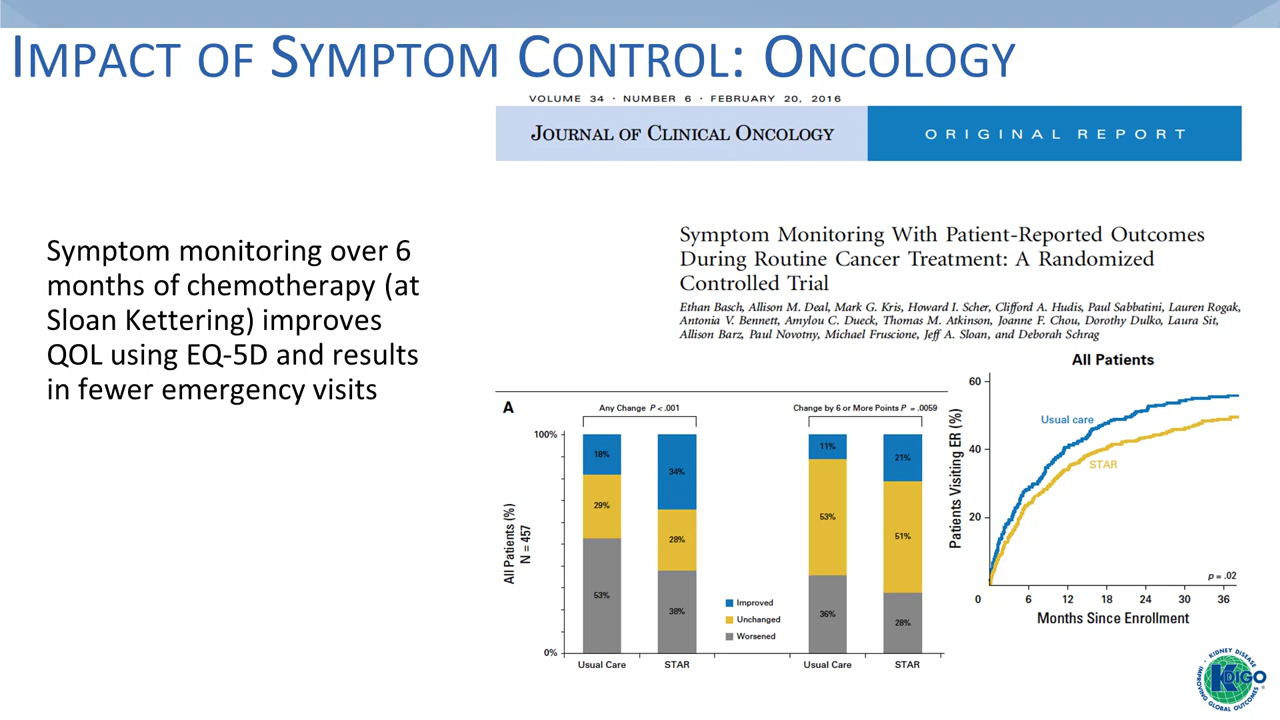 IMPACT OF SYMPTOM CONTROL: ONCOLOGY
VOLUME 34 · NUMBER 6 · FEBRUARY 20, 2016
JOURNAL OF CLINICAL ONCOLOGY
ORIGINAL REPORT
Symptom monitoring over 6
months of chemotherapy (at
Sloan Kettering) improves
QOL using EQ-5D and results
in fewer emergency visits
Symptom Monitoring With Patient-Reported Outcomes
During Routine Cancer Treatment: A Randomized
Controlled Trial
Ethan Basch, Allison M. Deal, Mark G. Kris, Howard I. Scher, Clifford A. Hudis, Paul Sabbatini, Lauren Rogak,
Antonia V. Bennett, Amylou C. Dueck, Thomas M. Atkinson, Joanne F. Chou, Dorothy Dulko, Laura Sit,
Allison Barz, Paul Novotny, Michael Fruscione, Jeff A. Sloan, and Deborah Schrag
A
Any Change P < .001
Change by 6 or More Points P = .0059
All Patients (%)
N = 457
100%
0%
18%
29%
53%
34%
28%
38%
11%
53%
36%
21%
51%
28%
Improved
Unchanged
Worsened
Usual Care
STAR
Usual Care
STAR
All Patients
Patients Visiting ER (%)
60
40
20
Usual care
STAR
p = .02
0
6
12
18
24
30
36
Months Since Enrollment
KIDNEY DISEASE
KDIGO
IMPROVING GLOBAL OUTCOMES
®